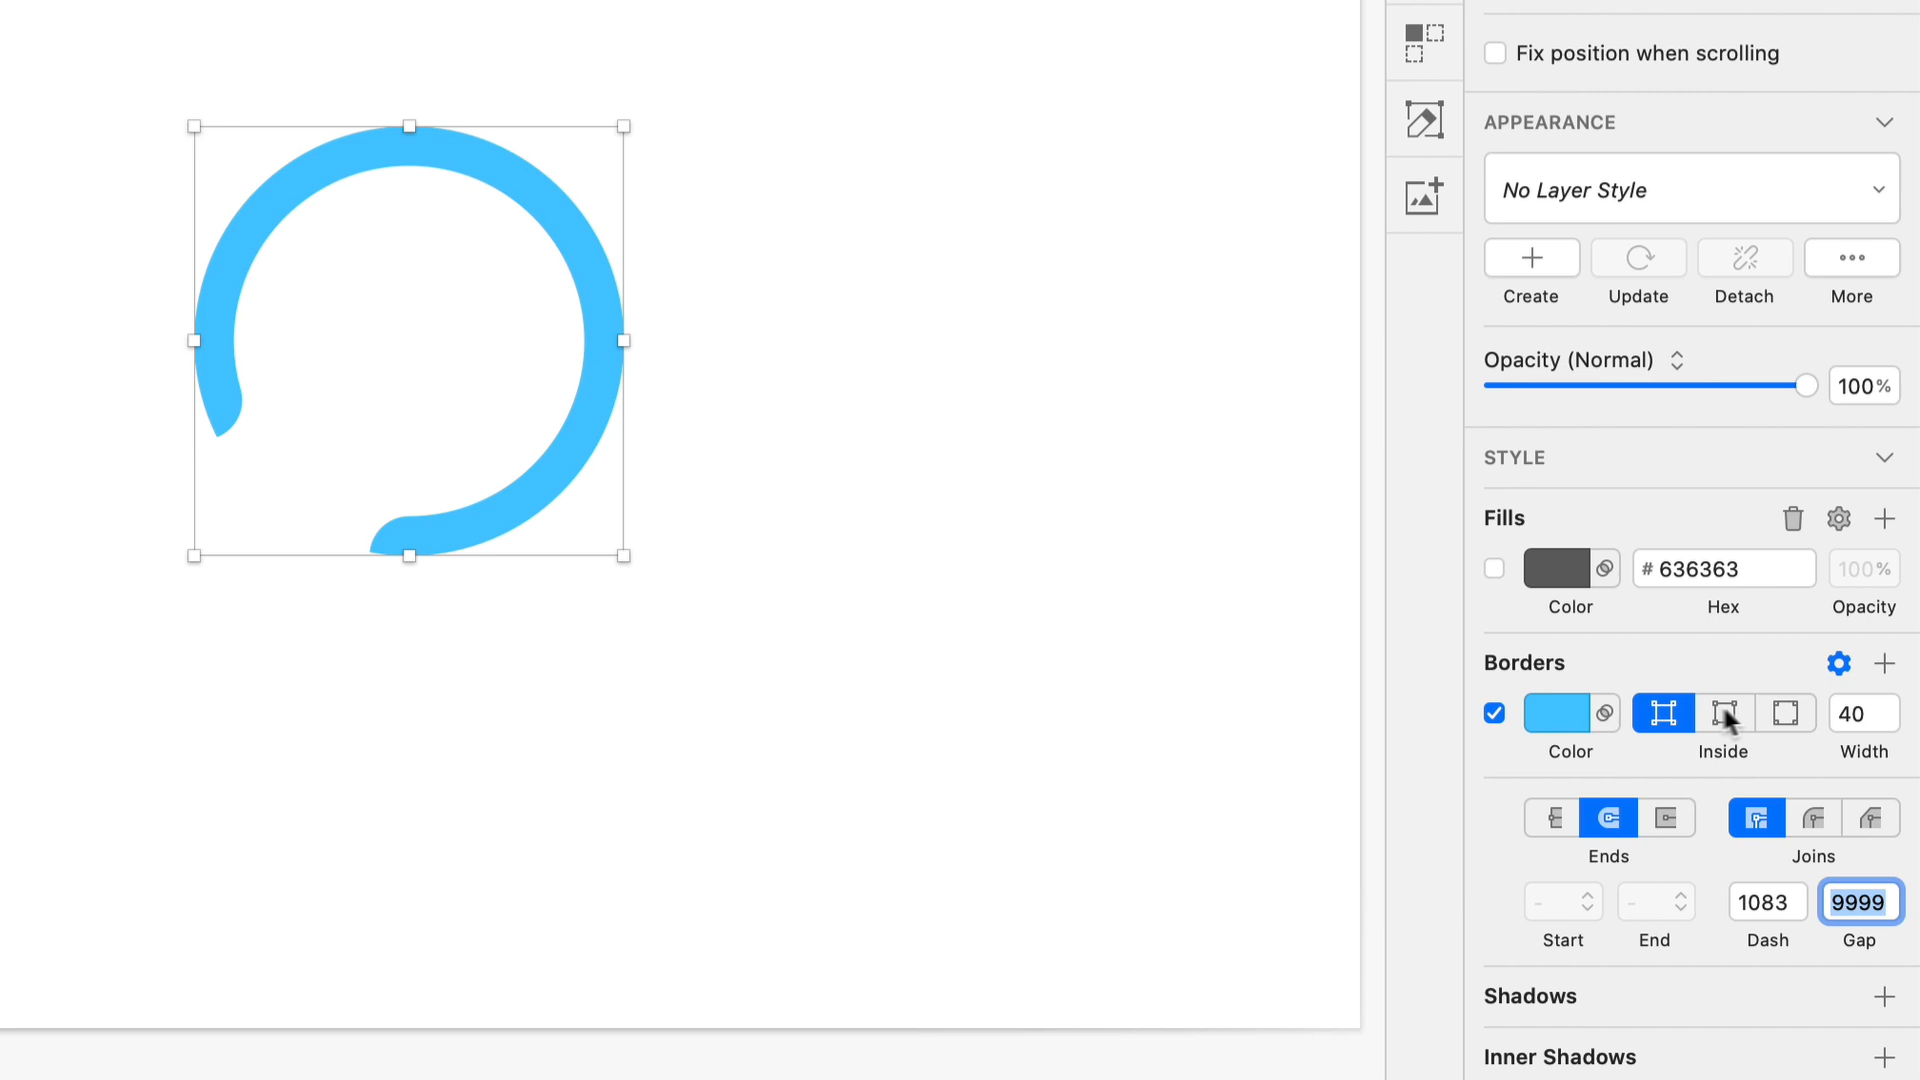 Fix position when scrolling
APPEARANCE
No Layer Style
Create
Update
Detach
More
Opacity (Normal)
100%
STYLE
Fills
# 636363
100%
Color
Hex
Opacity
Borders
40
Color
Inside
Width
Ends
Joins
-
-
1083
9999
Start
End
Dash
Gap
Shadows
Inner Shadows